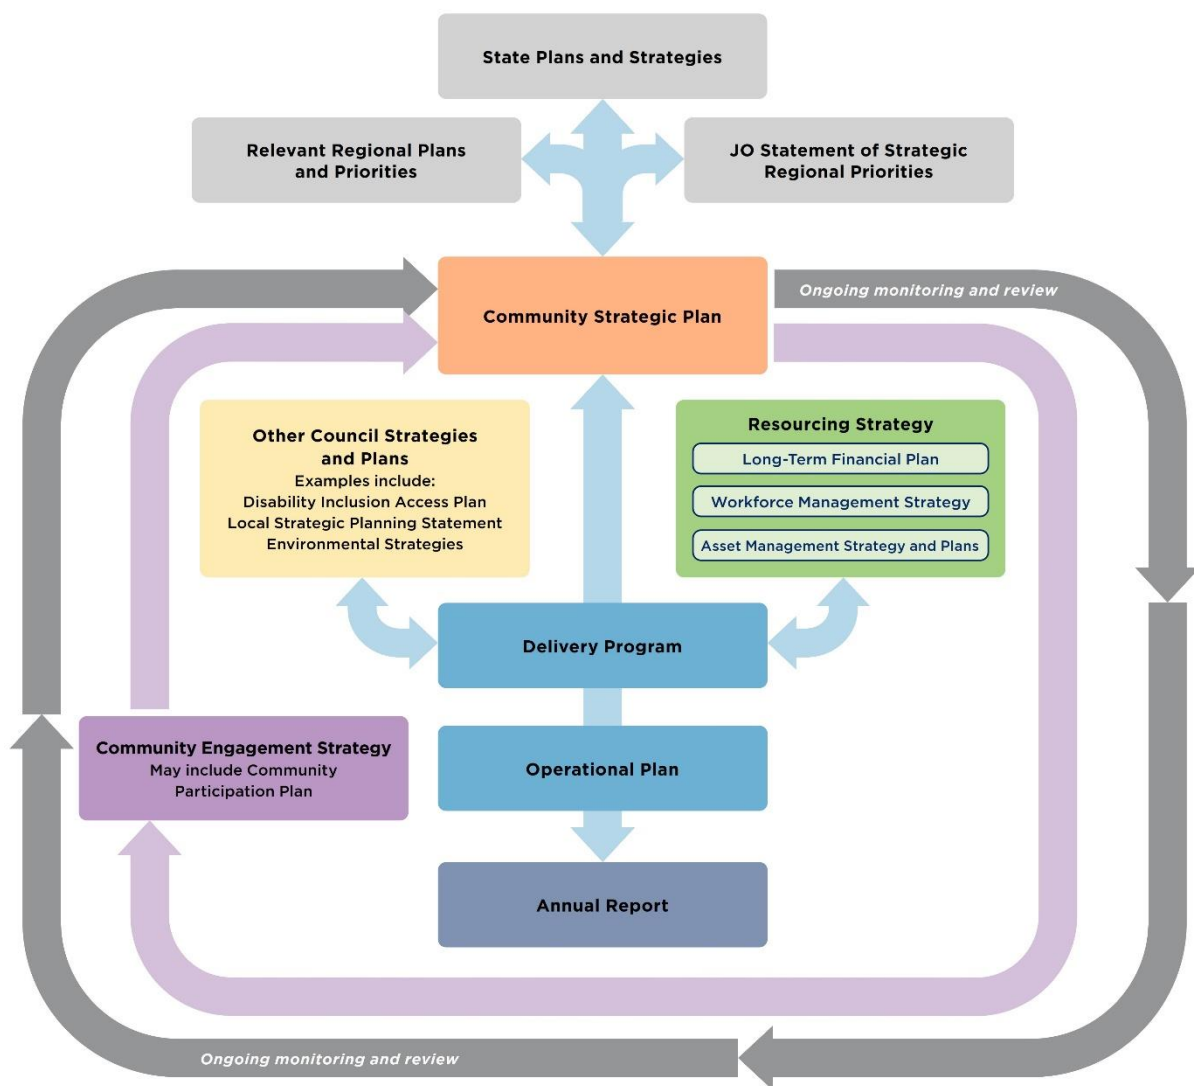 State Plans and Strategies
Relevant Regional Plans
and Priorities
JO Statement of Strategic
Regional Priorities
Community Strategic Plan
Ongoing monitoring and review
Other Council Strategies
and Plans
Examples include:
Disability Inclusion Access Plan
Local Strategic Planning Statement
Environmental Strategies
Resourcing Strategy
Long-Term Financial Plan
Workforce Management Strategy
Asset Management Strategy and Plans
Delivery Program
Community Engagement Strategy
May include Community
Participation Plan
Operational Plan
Annual Report
Ongoing monitoring and review